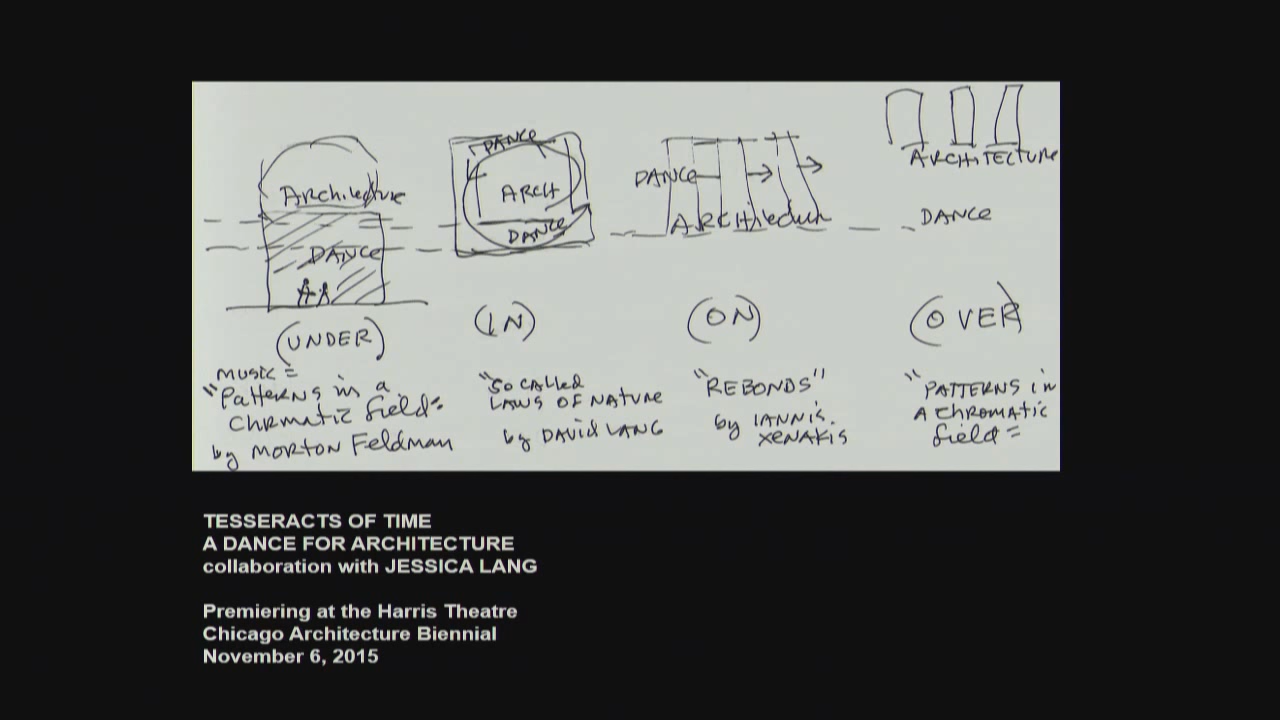 ARCHITECTURE
Architecture
DANCE
(UNDER)
DANCE
ARCH
DANCE
(IN)
DANCE
ARCHitectur
(ON)
DANCE
(OVER)
MUSIC =
"Patterns in a
Chrmatic field"
by MORTON Feldman
"SO CALLED
LAWS OF NATURE
by DAVID LANG
"REBONDS"
by IANNIS.
XENAKIS
"PATTERNS in
A CHROMATIC
field"
TESSERACTS OF TIME
A DANCE FOR ARCHITECTURE
collaboration with JESSICA LANG
Premiering at the Harris Theatre
Chicago Architecture Biennial
November 6, 2015